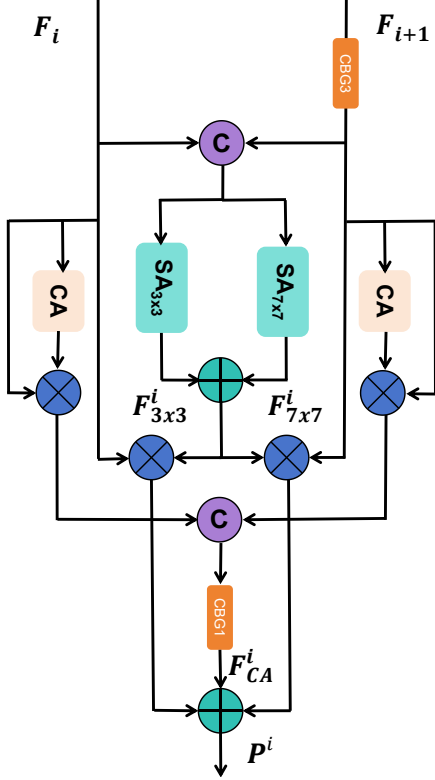 F_i
F_{i+1}
CBG3
C
SA_{3x3}
SA_{7x7}
CA
CA
F^i_{3x3}
F^i_{7x7}
C
CBG1
F^i_{CA}
P^i